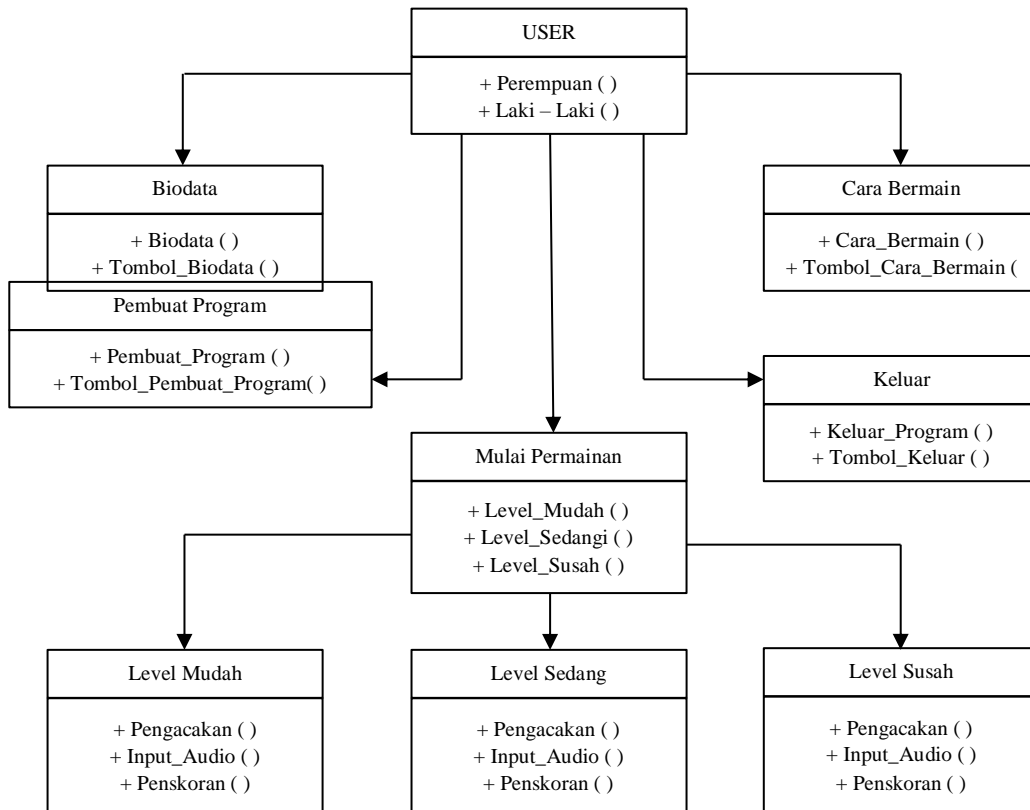 USER
+ Perempuan ( )
+ Laki – Laki ( )
Biodata
+ Biodata ( )
+ Tombol_Biodata ( )
Cara Bermain
+ Cara_Bermain ( )
+ Tombol_Cara_Bermain (
Pembuat Program
+ Pembuat_Program ( )
+ Tombol_Pembuat_Program( )
Keluar
+ Keluar_Program ( )
+ Tombol_Keluar ( )
Mulai Permainan
+ Level_Mudah ( )
+ Level_Sedangi ( )
+ Level_Susah ( )
Level Mudah
+ Pengacakan ( )
+ Input_Audio ( )
+ Penskoran ( )
Level Sedang
+ Pengacakan ( )
+ Input_Audio ( )
+ Penskoran ( )
Level Susah
+ Pengacakan ( )
+ Input_Audio ( )
+ Penskoran ( )